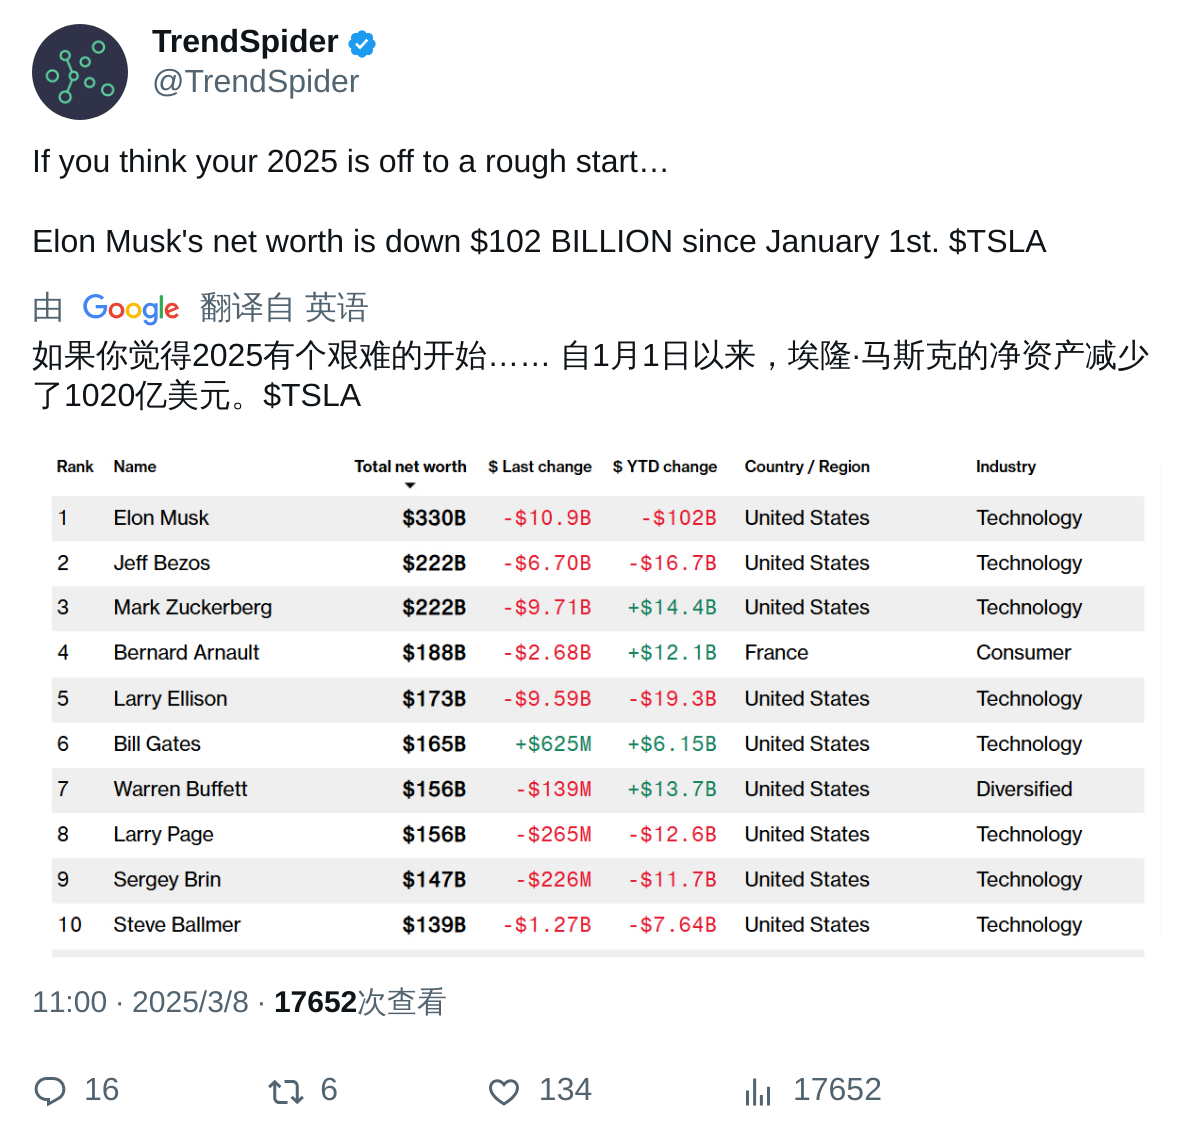 TrendSpider
@TrendSpider
If you think your 2025 is off to a rough start…
Elon Musk's net worth is down $102 BILLION since January 1st. $TSLA
由 Google 翻译自 英语
如果你觉得2025有个艰难的开始…… 自1月1日以来，埃隆·马斯克的净资产减少
了1020亿美元。$TSLA
Rank Name Total net worth $ Last change $ YTD change Country / Region Industry
1 Elon Musk $330B -$10.9B -$102B United States Technology
2 Jeff Bezos $222B -$6.70B -$16.7B United States Technology
3 Mark Zuckerberg $222B -$9.71B +$14.4B United States Technology
4 Bernard Arnault $188B -$2.68B +$12.1B France Consumer
5 Larry Ellison $173B -$9.59B -$19.3B United States Technology
6 Bill Gates $165B +$625M +$6.15B United States Technology
7 Warren Buffett $156B -$139M +$13.7B United States Diversified
8 Larry Page $156B -$265M -$12.6B United States Technology
9 Sergey Brin $147B -$226M -$11.7B United States Technology
10 Steve Ballmer $139B -$1.27B -$7.64B United States Technology
11:00 · 2025/3/8 · 17652次查看
16 6 134 17652